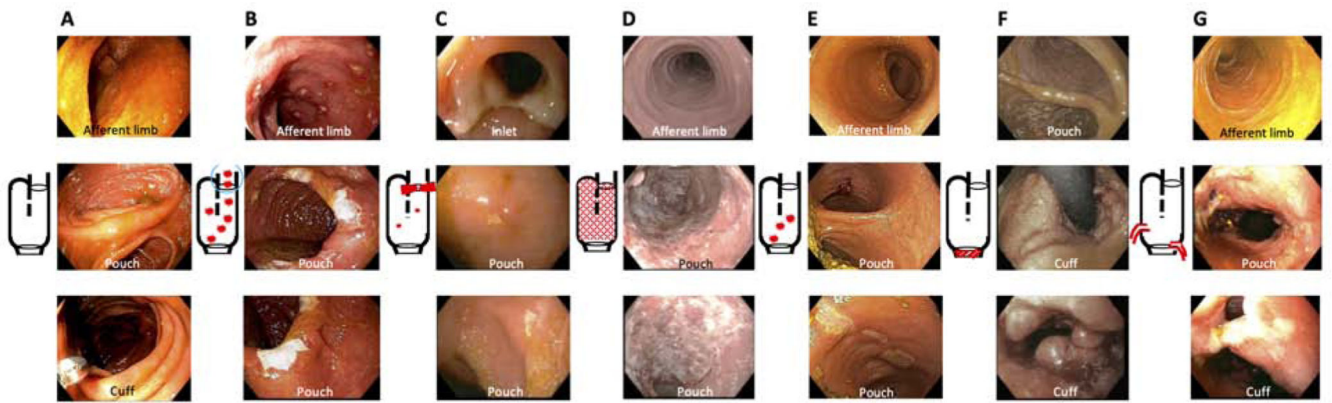 A B C D E F G
Afferent limb Afferent limb Inlet Afferent limb Afferent limb Pouch Afferent limb
Pouch Pouch Pouch Pouch Pouch Cuff Pouch
Cuff Pouch Pouch Pouch Pouch Cuff Cuff